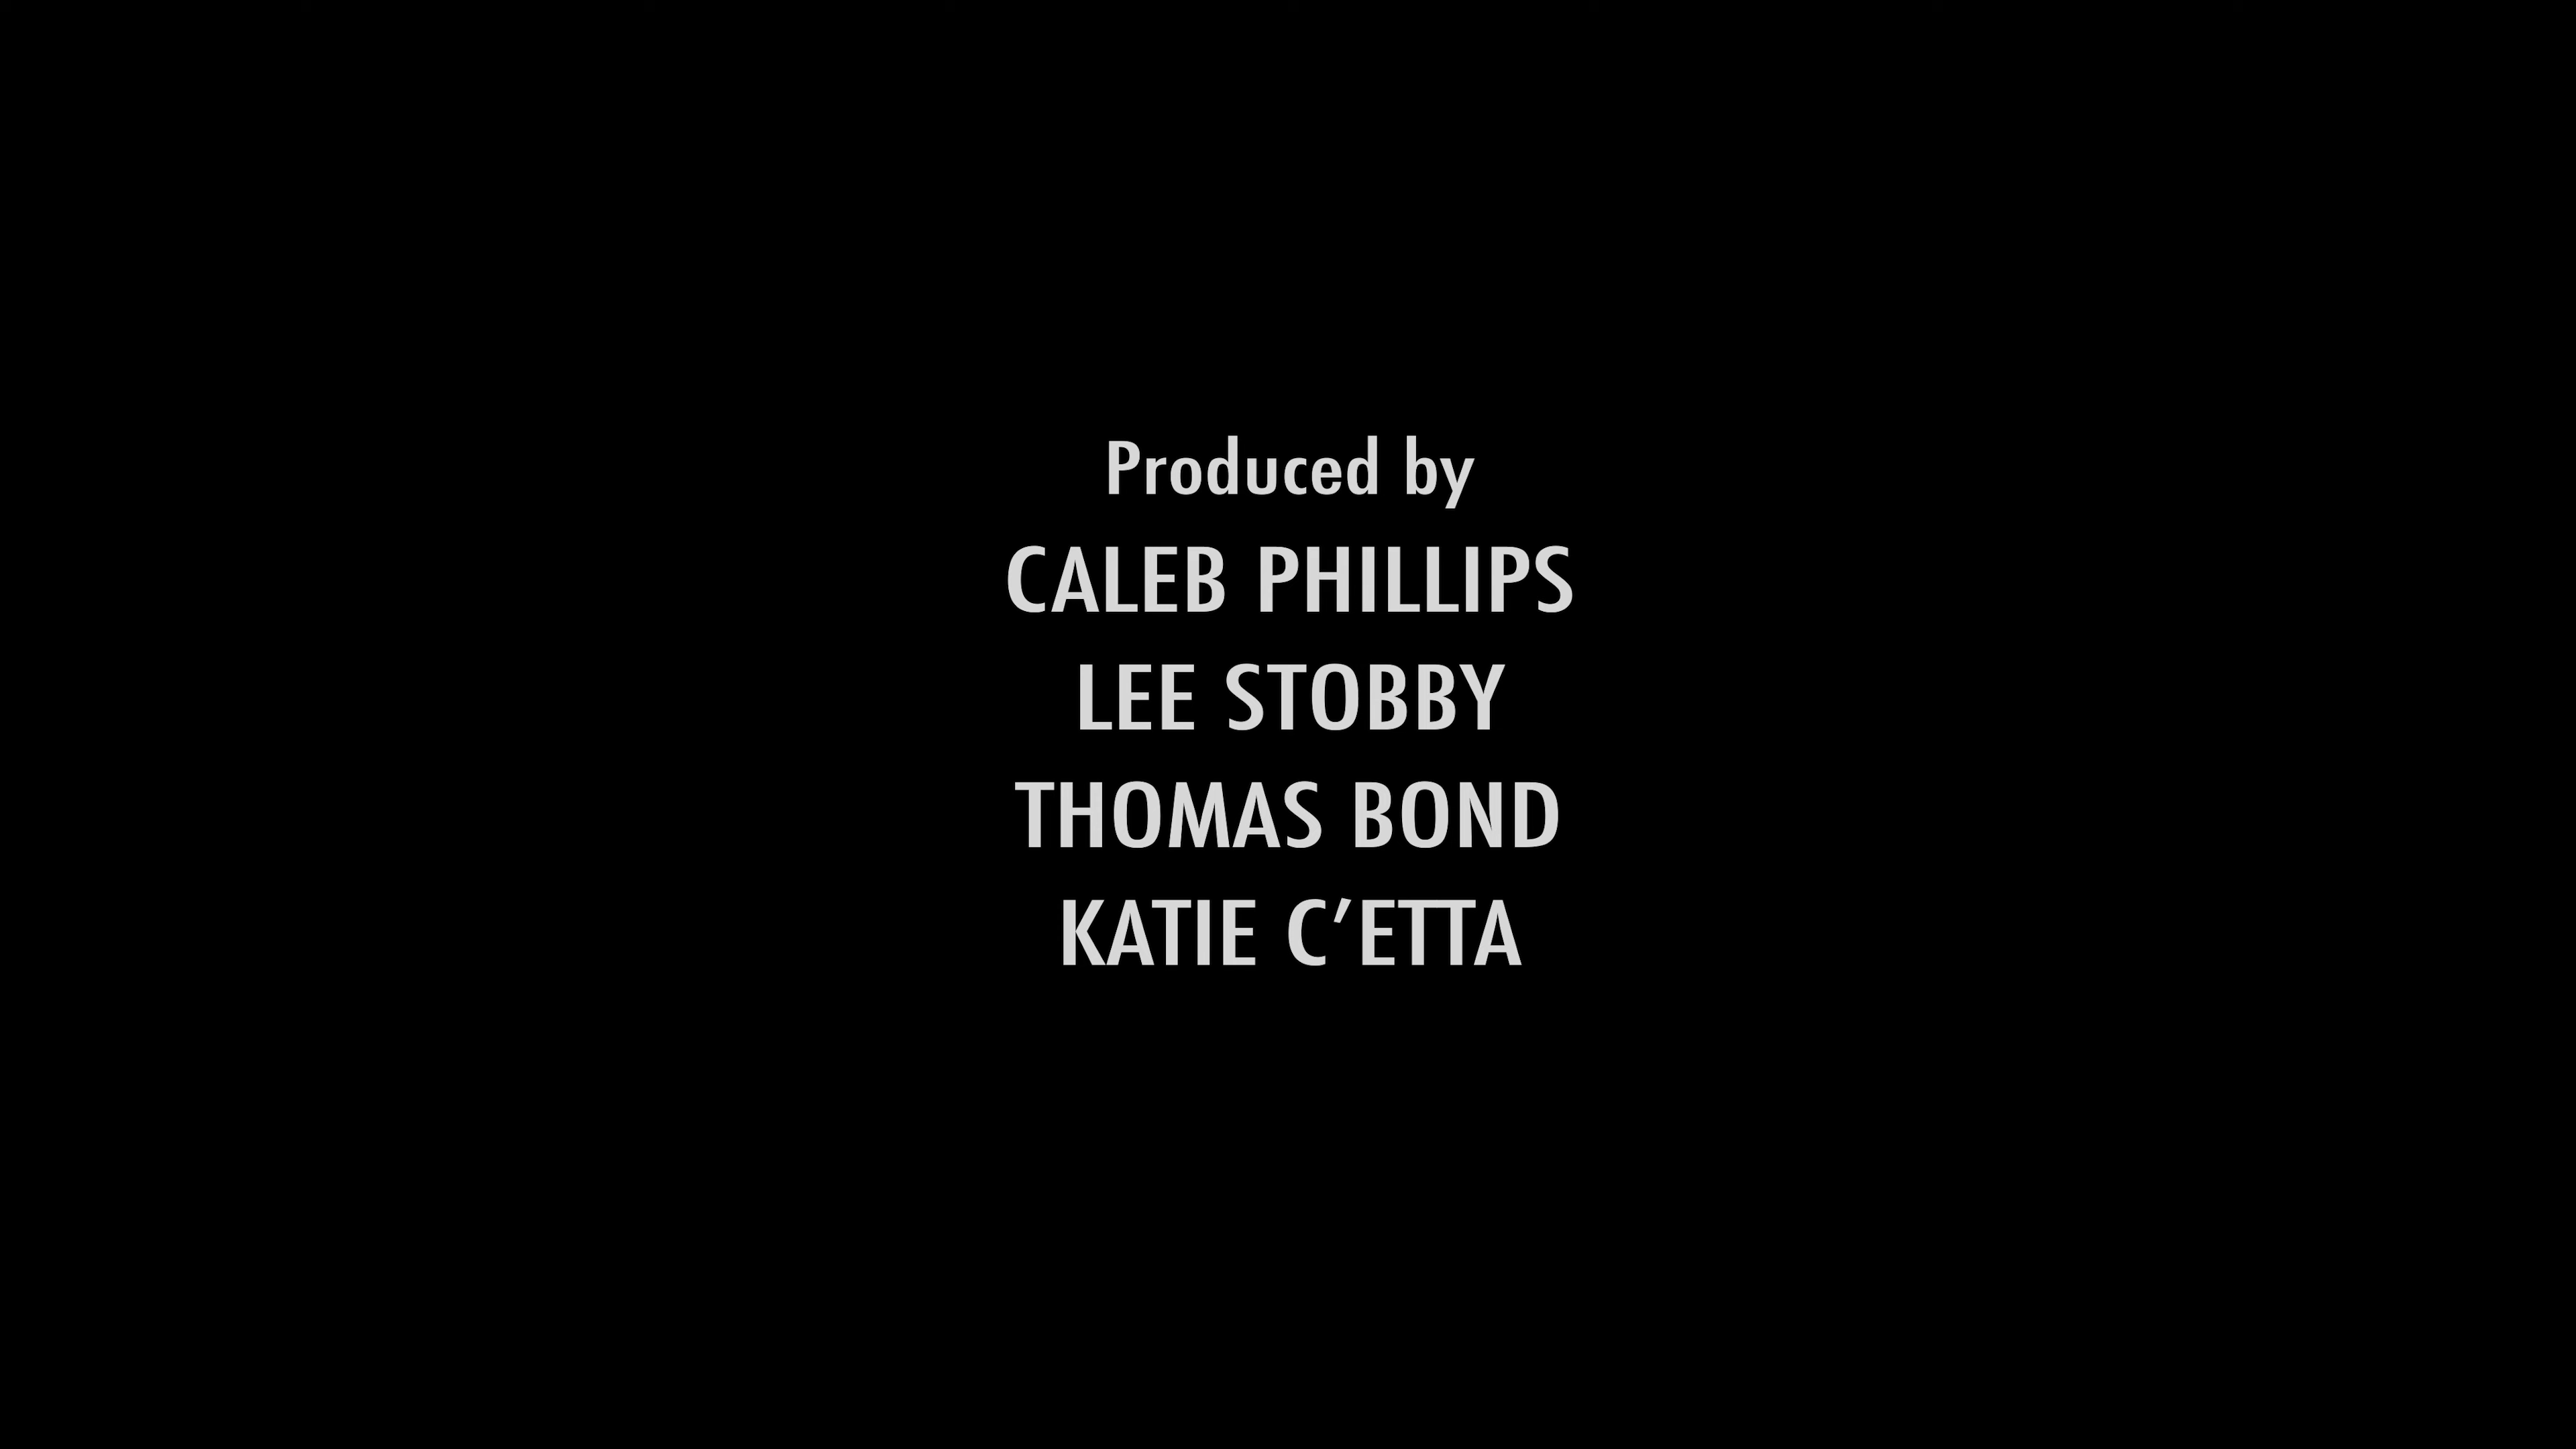 Produced by
CALEB PHILLIPS
LEE STOBBY
THOMAS BOND
KATIE C’ETTA